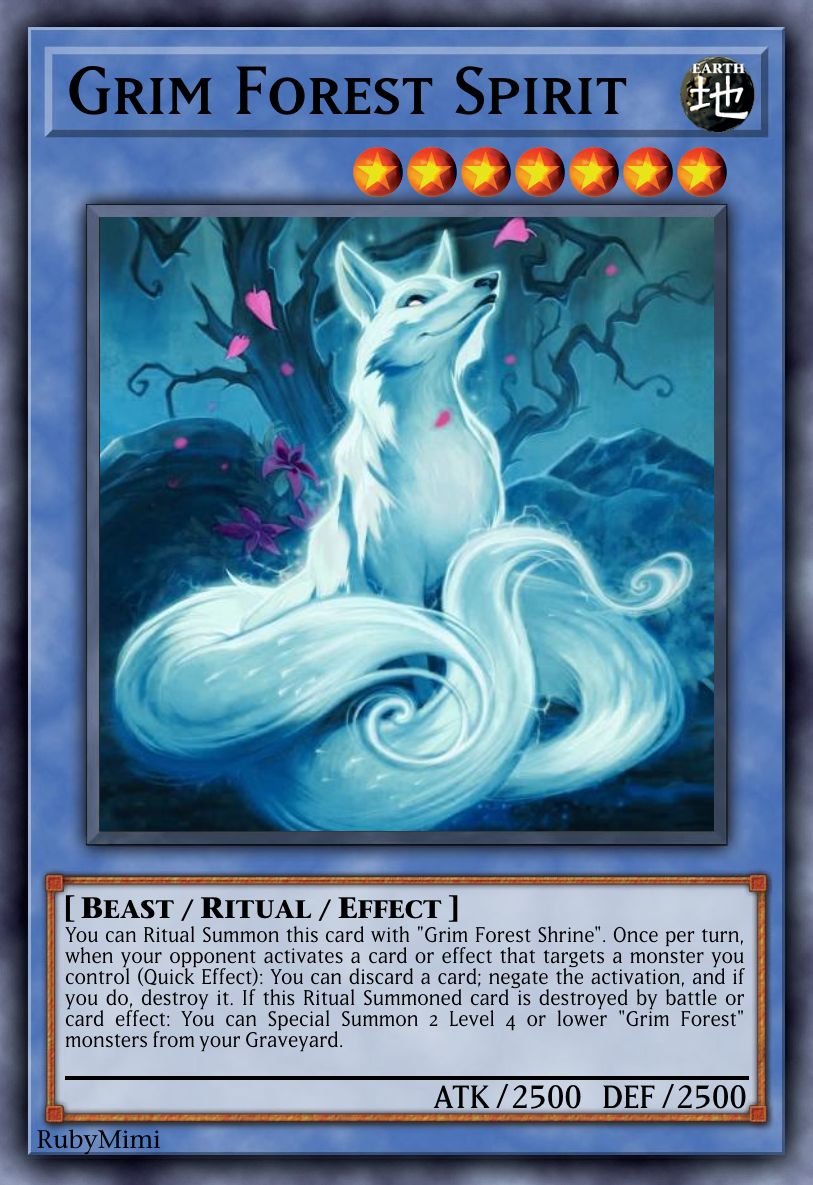 Grim Forest Spirit
EARTH
地
[ Beast / Ritual / Effect ]
You can Ritual Summon this card with "Grim Forest Shrine". Once per turn,
when your opponent activates a card or effect that targets a monster you
control (Quick Effect): You can discard a card; negate the activation, and if
you do, destroy it. If this Ritual Summoned card is destroyed by battle or
card effect: You can Special Summon 2 Level 4 or lower "Grim Forest"
monsters from your Graveyard.
ATK / 2500 DEF / 2500
RubyMimi